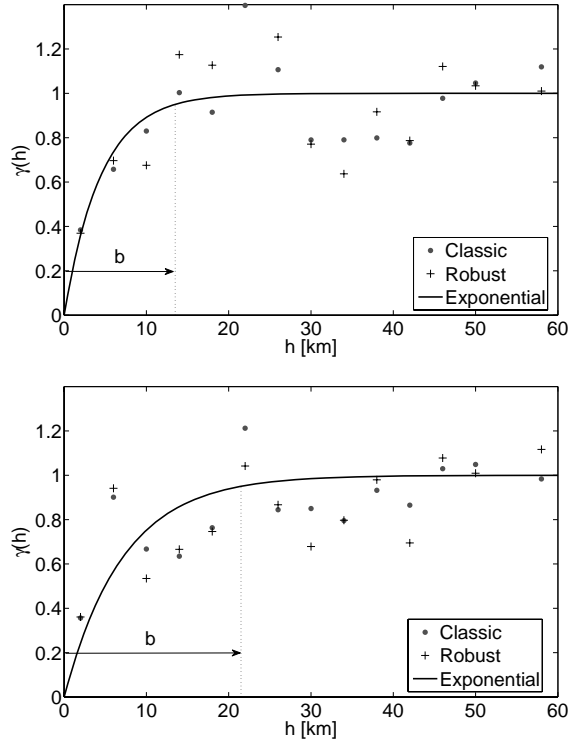 1.2
1
0.8
0.6
0.4
0.2
0
γ(h)
b
Classic
Robust
Exponential
0 10 20 30 40 50 60
h [km]
1.2
1
0.8
0.6
0.4
0.2
0
γ(h)
b
Classic
Robust
Exponential
0 10 20 30 40 50 60
h [km]